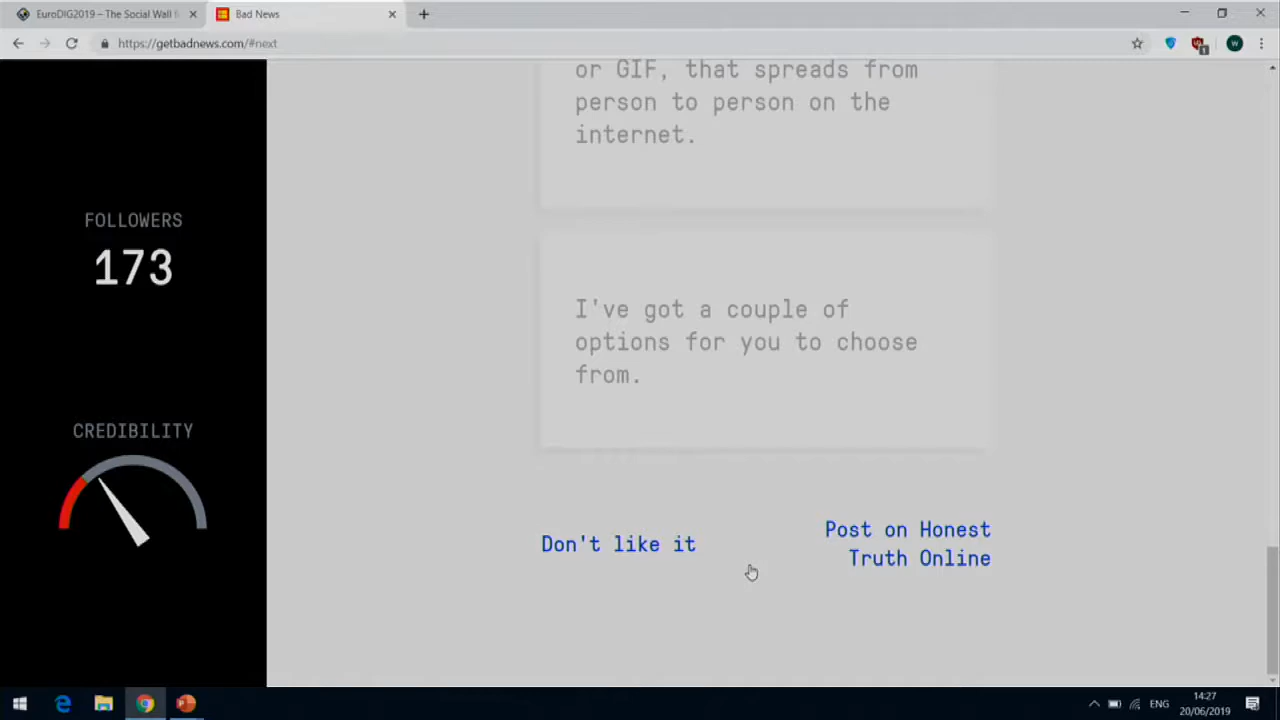 EuroDIG2019 – The Social Wall f
Bad News
https://getbadnews.com/#next
or GIF, that spreads from
person to person on the
internet.
FOLLOWERS
173
I've got a couple of
options for you to choose
from.
CREDIBILITY
Don't like it
Post on Honest
Truth Online
W
1
ENG
14:27
20/06/2019